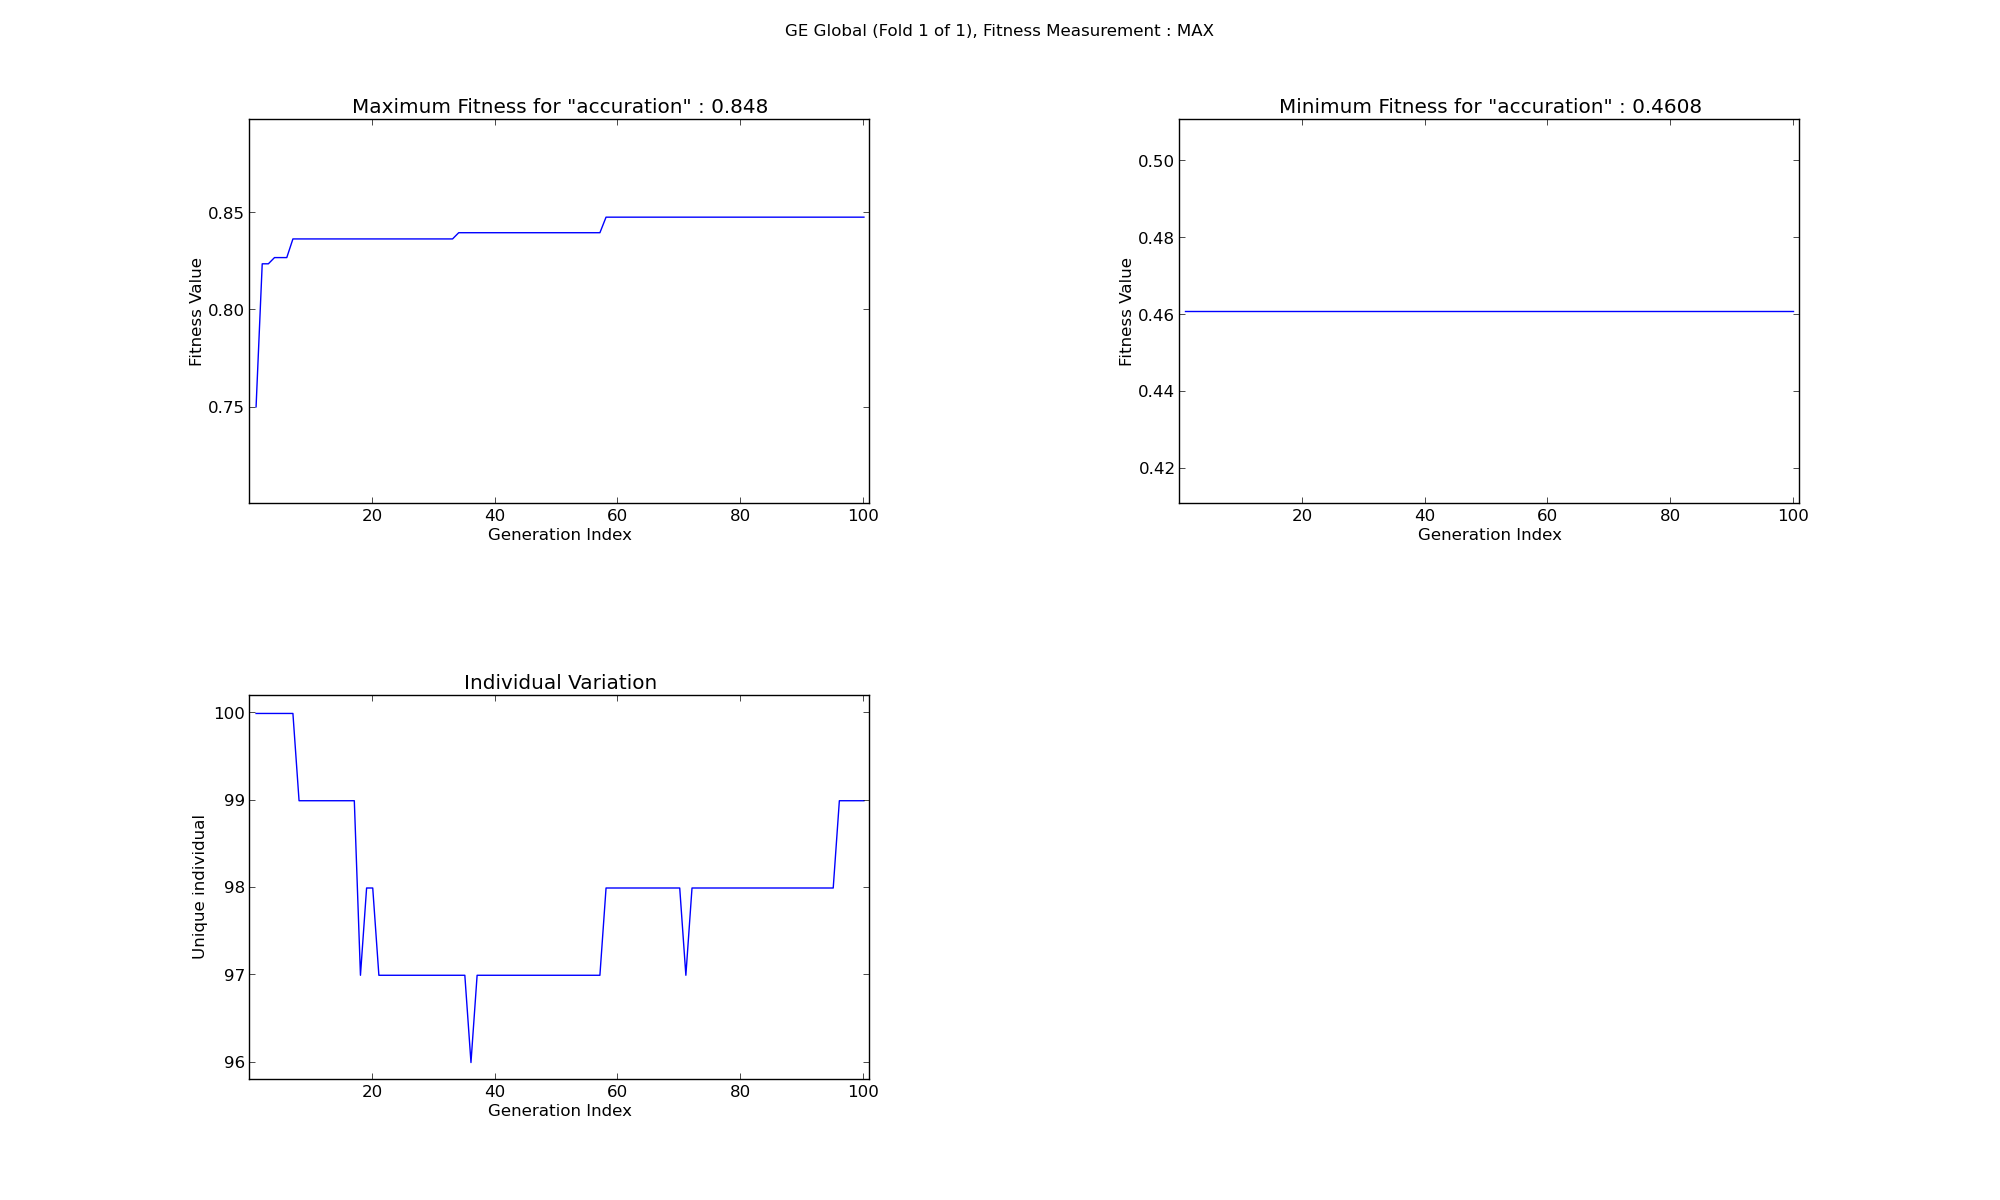 GE Global (Fold 1 of 1), Fitness Measurement : MAX
Maximum Fitness for "accuration" : 0.848
0.85
0.80
0.75
Fitness Value
20 40 60 80 100
Generation Index
Minimum Fitness for "accuration" : 0.4608
0.50
0.48
0.46
0.44
0.42
Fitness Value
20 40 60 80 100
Generation Index
Individual Variation
100
99
98
97
96
Unique individual
20 40 60 80 100
Generation Index